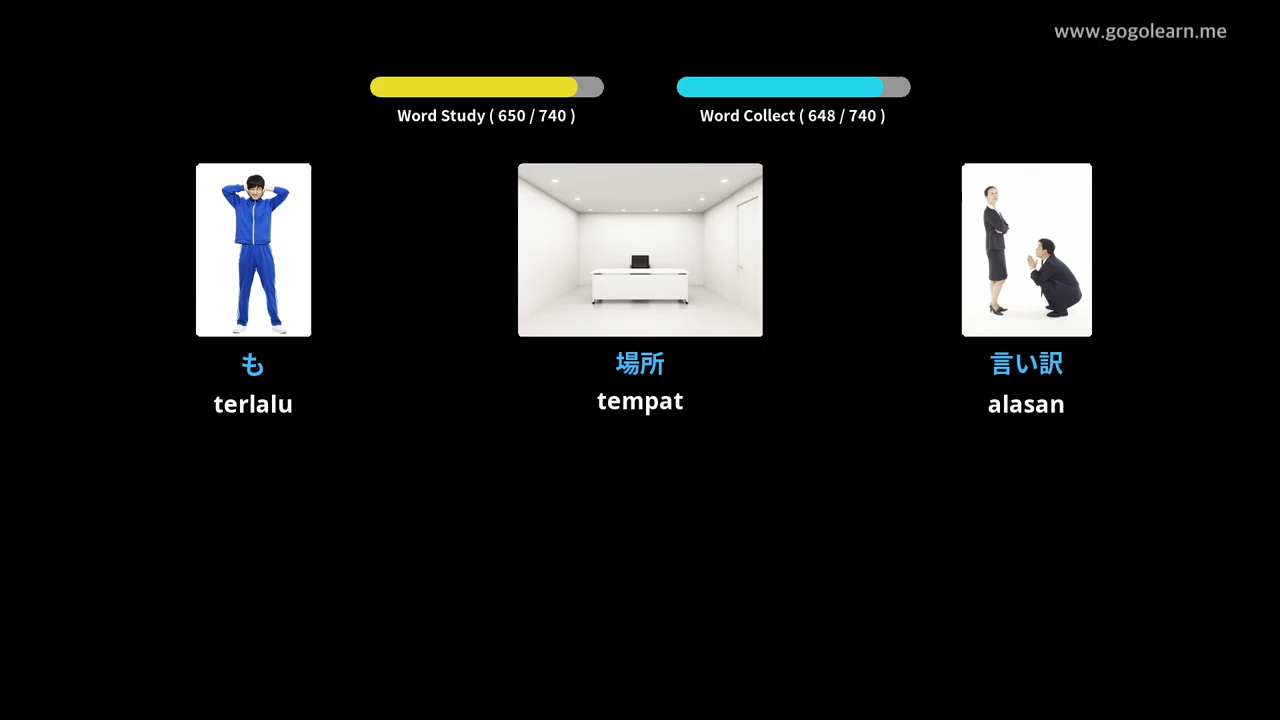 www.gogolearn.me
Word Study ( 650 / 740 )
Word Collect ( 648 / 740 )
も
場所
言い訳
terlalu
tempat
alasan